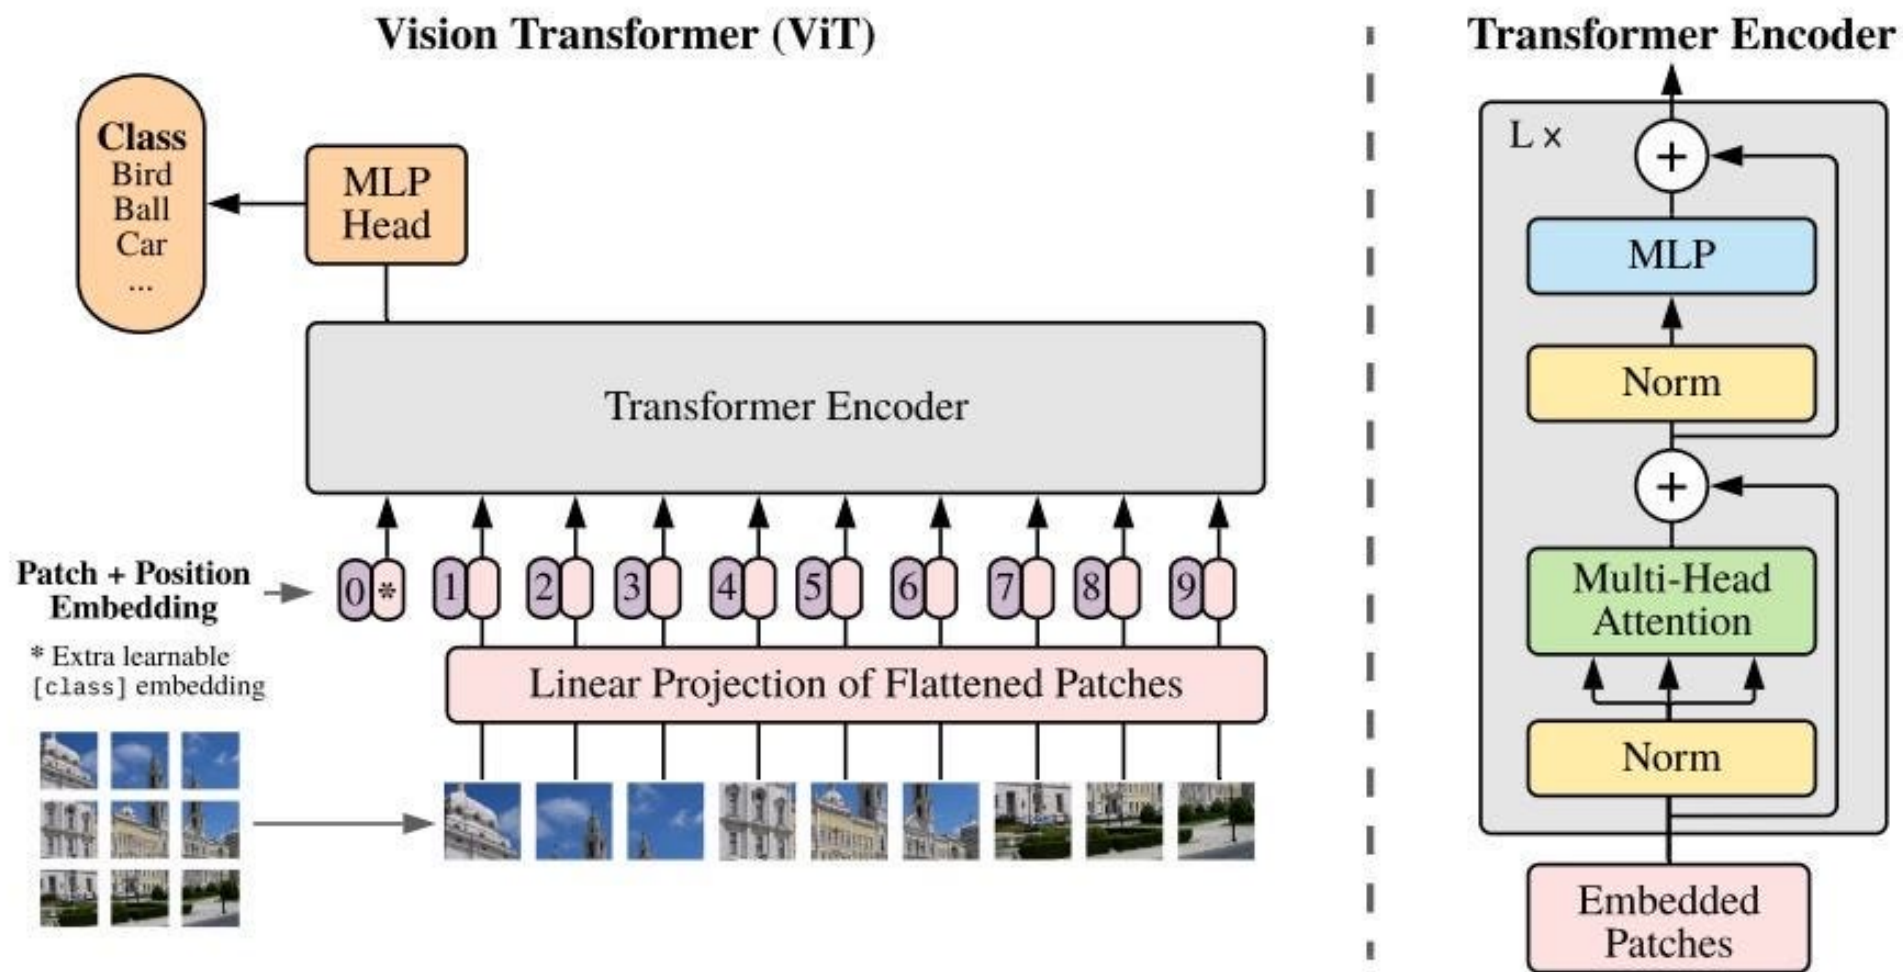 Vision Transformer (ViT)
Class
Bird
Ball
Car
...
MLP
Head
Transformer Encoder
Patch + Position
Embedding
0 * 1 2 3 4 5 6 7 8 9
* Extra learnable
[class] embedding
Linear Projection of Flattened Patches
Transformer Encoder
L ×
+
MLP
Norm
+
Multi-Head
Attention
Norm
Embedded
Patches